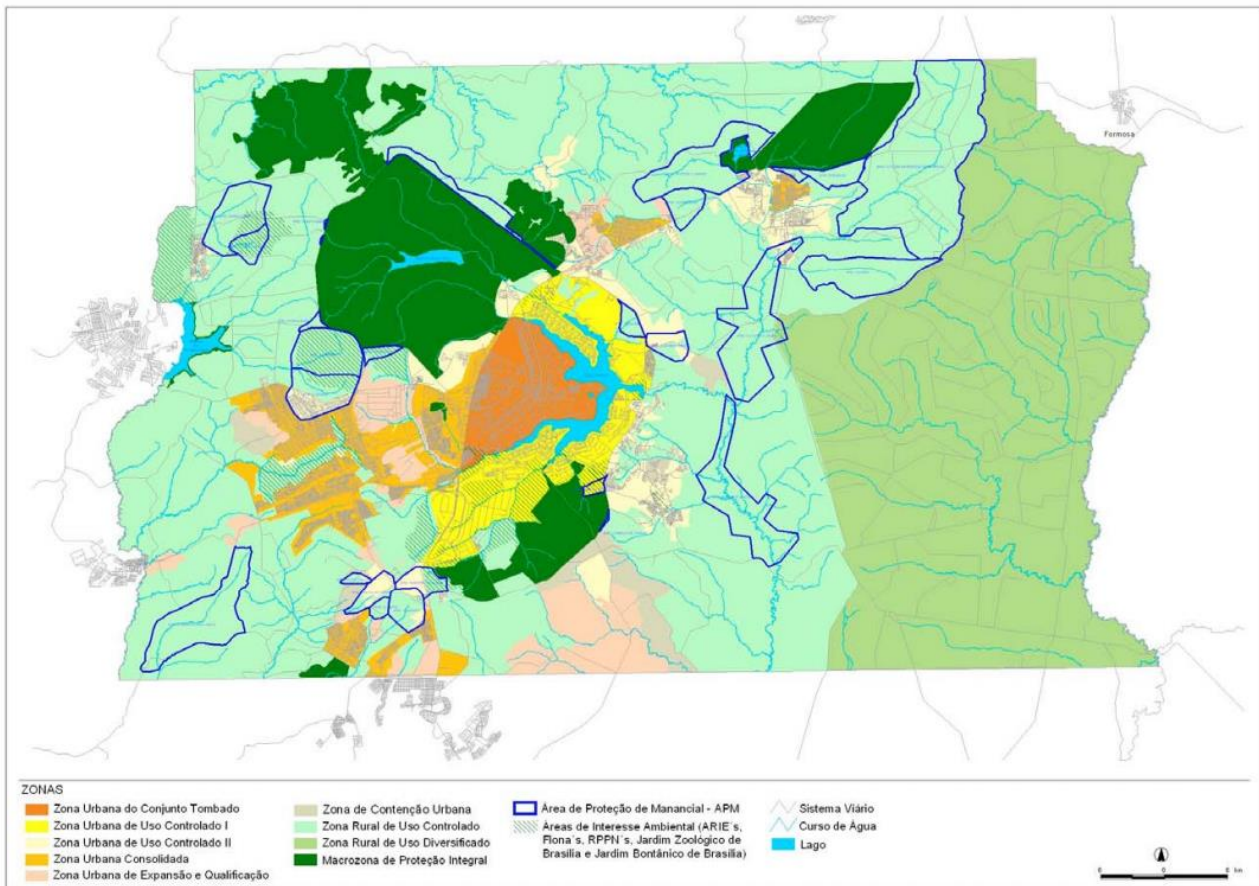 Formosa
ZONAS
Zona Urbana do Conjunto Tombado
Zona Urbana de Uso Controlado I
Zona Urbana de Uso Controlado II
Zona Urbana Consolidada
Zona Urbana de Expansão e Qualificação
Zona de Contenção Urbana
Zona Rural de Uso Controlado
Zona Rural de Uso Diversificado
Macrozona de Proteção Integral
Área de Proteção de Manancial - APM
Áreas de Interesse Ambiental (ARIE´s,
Flona´s, RPPN´s, Jardim Zoológico de
Brasília e Jardim Bontânico de Brasília)
Sistema Viário
Curso de Água
Lago
km